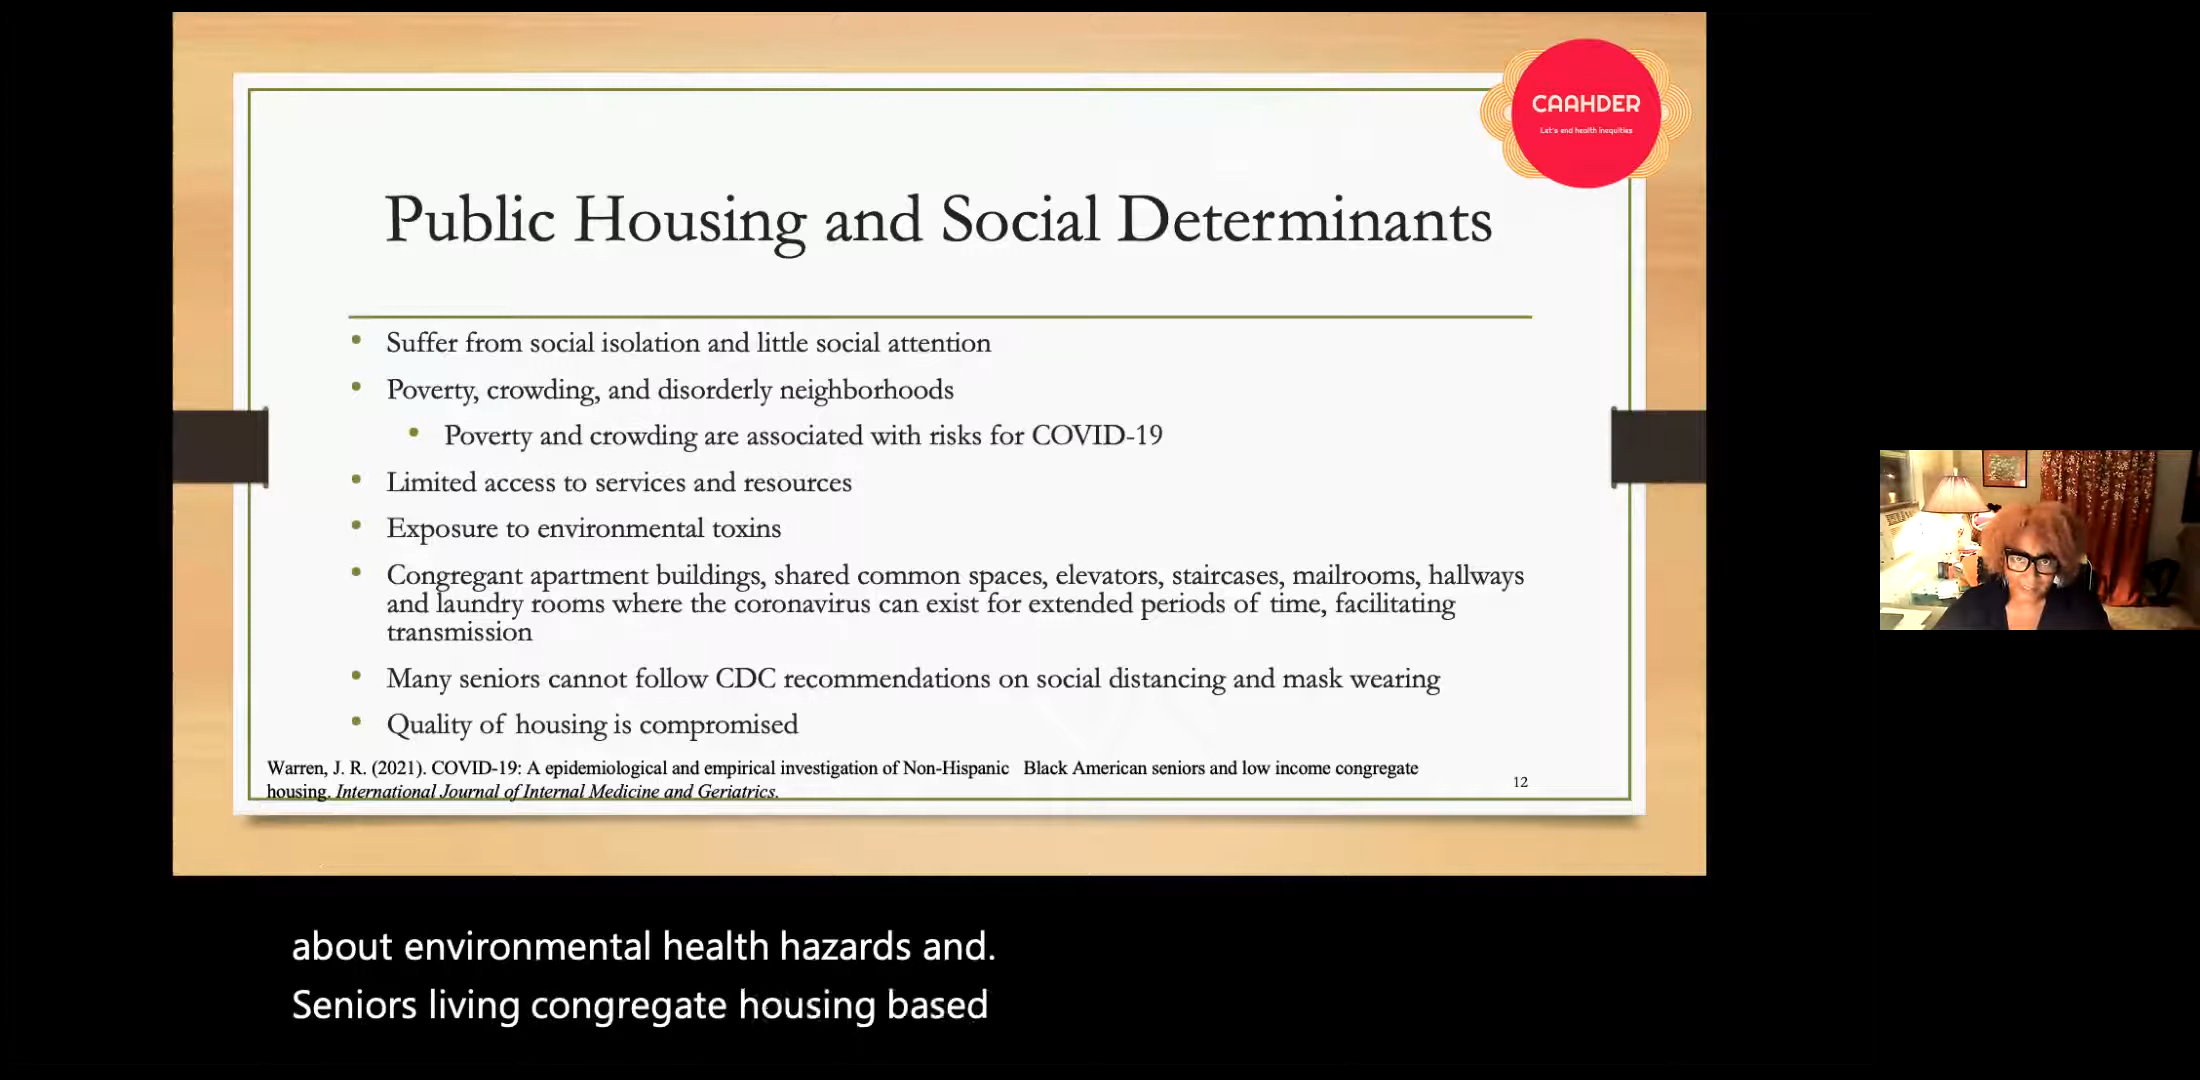 CAAHDER
Let's end health inequities
Public Housing and Social Determinants
• Suffer from social isolation and little social attention
• Poverty, crowding, and disorderly neighborhoods
• Poverty and crowding are associated with risks for COVID-19
• Limited access to services and resources
• Exposure to environmental toxins
• Congregant apartment buildings, shared common spaces, elevators, staircases, mailrooms, hallways
and laundry rooms where the coronavirus can exist for extended periods of time, facilitating
transmission
• Many seniors cannot follow CDC recommendations on social distancing and mask wearing
• Quality of housing is compromised
Warren, J. R. (2021). COVID-19: A epidemiological and empirical investigation of Non-Hispanic Black American seniors and low income congregate
housing. International Journal of Internal Medicine and Geriatrics.
12
about environmental health hazards and.
Seniors living congregate housing based